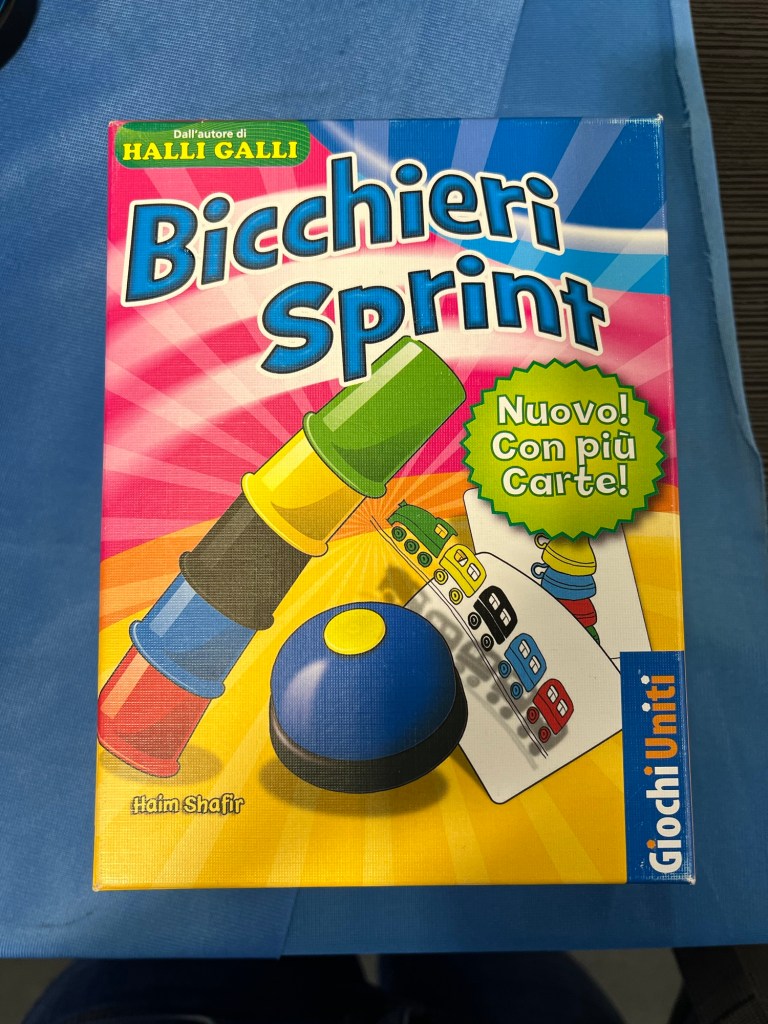 Dall'autore di
HALLI GALLI
Bicchieri
Sprint
Nuovo!
Con più
Carte!
Haim Shafir
Giochi Uniti